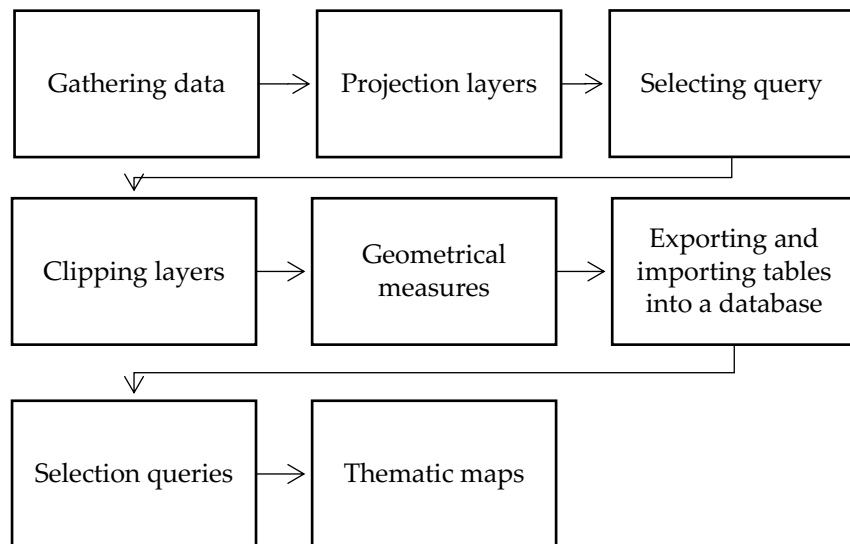 Gathering data
Projection layers
Selecting query
Clipping layers
Geometrical
measures
Exporting and
importing tables
into a database
Selection queries
Thematic maps